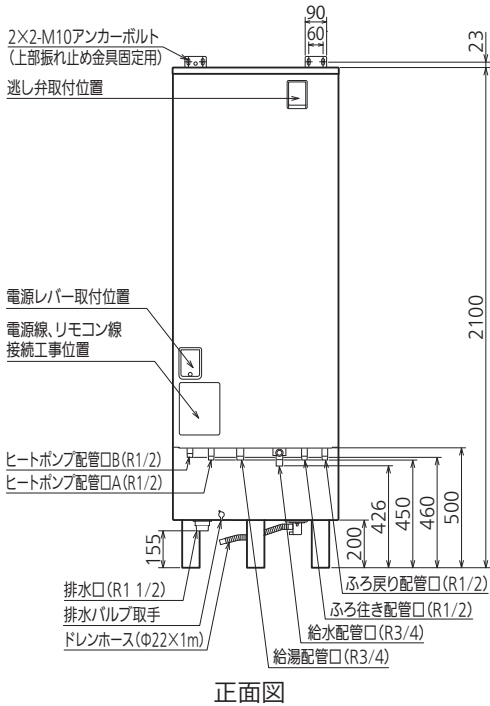 90
60
23
2×2-M10アンカーボルト
(上部振れ止め金具固定用)
逃し弁取付位置
電源レバー取付位置
電源線、リモコン線
接続工事位置
2100
ヒートポンプ配管口B(R1/2)
ヒートポンプ配管口A(R1/2)
155
200
426
450
460
500
排水口(R1 1/2)
排水バルブ取手
ドレンホース(Φ22×1m)
ふろ戻り配管口(R1/2)
ふろ往き配管口(R1/2)
給水配管口(R3/4)
給湯配管口(R3/4)
正面図